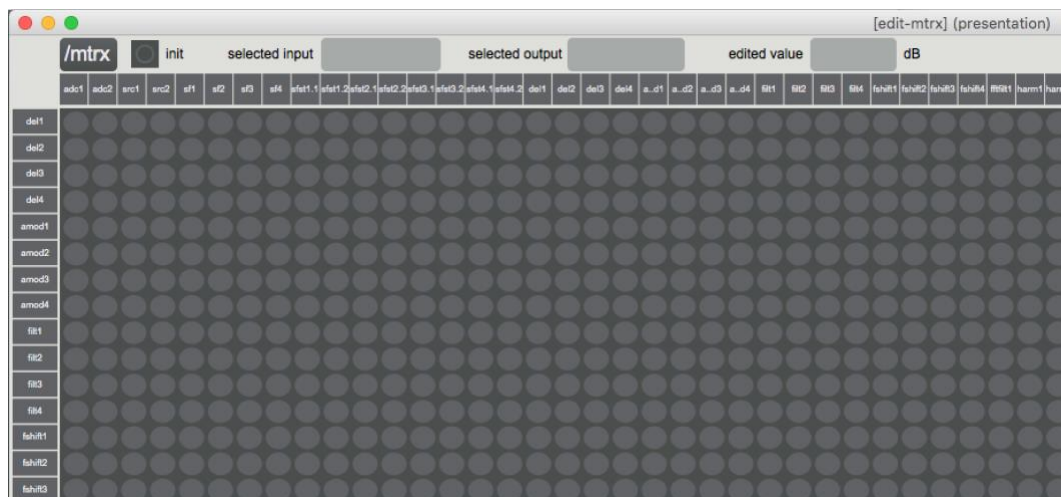 [edit-mtrx] (presentation)
/mtrx init selected input selected output edited value dB
adc1 adc2 src1 src2 sf1 sf2 sf3 sf4 sfst1.1 sfst1.2 sfst2.1 sfst2.2 sfst3.1 sfst3.2 sfst4.1 sfst4.2 del1 del2 del3 del4 a..d1 a..d2 a..d3 a..d4 filt1 filt2 filt3 filt4 fshift1 fshift2 fshift3 fshift4 fftfilt1 harm1
del1
del2
del3
del4
amod1
amod2
amod3
amod4
filt1
filt2
filt3
filt4
fshift1
fshift2
fshift3